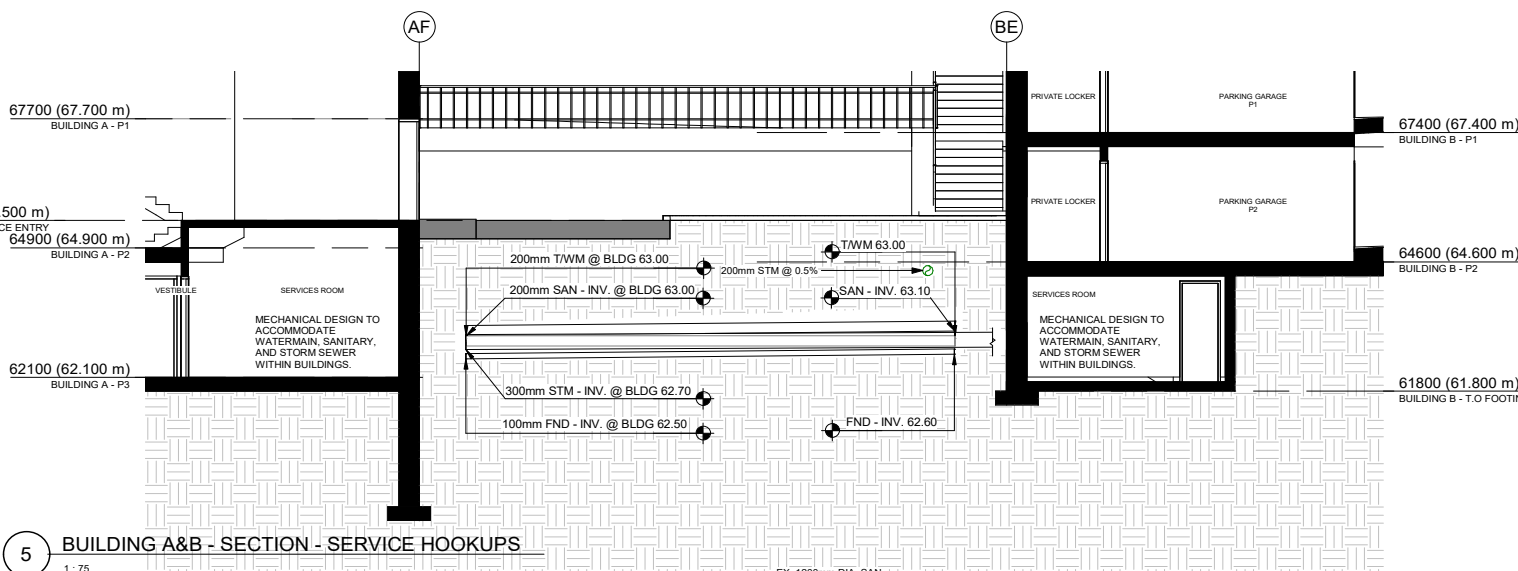 AF
BE
67700 (67.700 m)
BUILDING A - P1
PRIVATE LOCKER
PARKING GARAGE
P1
67400 (67.400 m)
BUILDING B - P1
PRIVATE LOCKER
PARKING GARAGE
P2
.500 m)
CE ENTRY
64900 (64.900 m)
BUILDING A - P2
64600 (64.600 m)
BUILDING B - P2
200mm T/WM @ BLDG 63.00
T/WM 63.00
200mm STM @ 0.5%
200mm SAN - INV. @ BLDG 63.00
SAN - INV. 63.10
VESTIBULE
SERVICES ROOM
MECHANICAL DESIGN TO
ACCOMMODATE
WATERMAIN, SANITARY,
AND STORM SEWER
WITHIN BUILDINGS.
SERVICES ROOM
MECHANICAL DESIGN TO
ACCOMMODATE
WATERMAIN, SANITARY,
AND STORM SEWER
WITHIN BUILDINGS.
62100 (62.100 m)
BUILDING A - P3
300mm STM - INV. @ BLDG 62.70
61800 (61.800 m)
BUILDING B - T.O FOOTIN
100mm FND - INV. @ BLDG 62.50
FND - INV. 62.60
5
BUILDING A&B - SECTION - SERVICE HOOKUPS
1 : 75